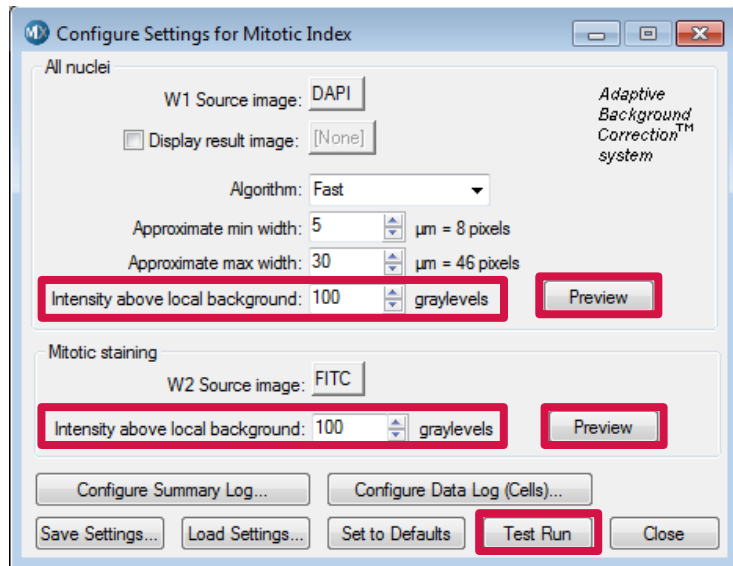 MX Configure Settings for Mitotic Index
All nuclei
W1 Source image: DAPI
Adaptive
Background
Correction™
system
Display result image: [None]
Algorithm: Fast
Approximate min width: 5 µm = 8 pixels
Approximate max width: 30 µm = 46 pixels
Intensity above local background: 100 graylevels Preview
Mitotic staining
W2 Source image: FITC
Intensity above local background: 100 graylevels Preview
Configure Summary Log... Configure Data Log (Cells)...
Save Settings... Load Settings... Set to Defaults Test Run Close